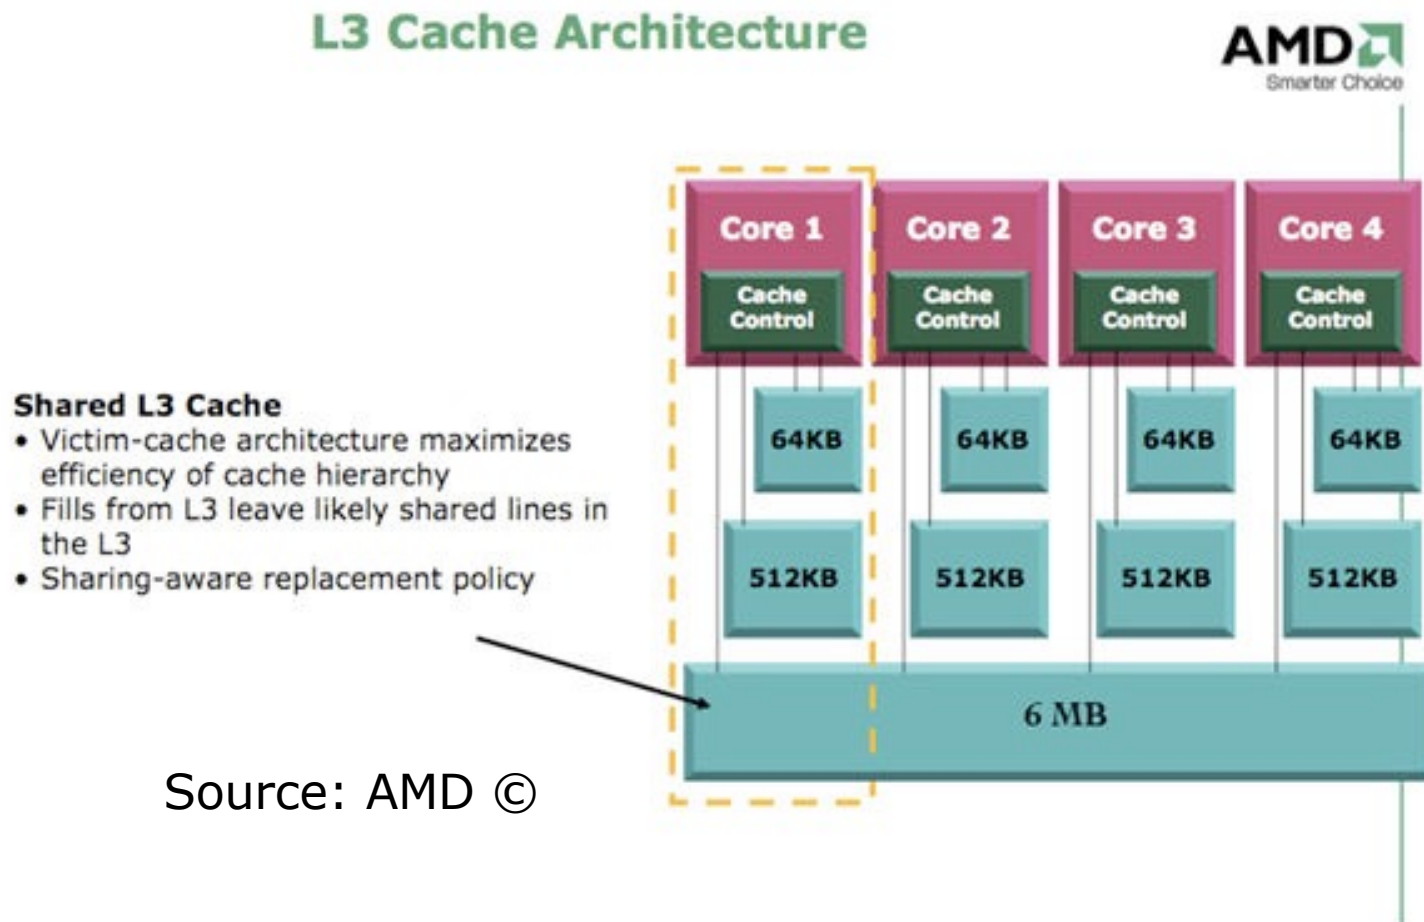 L3 Cache Architecture
AMD
Smarter Choice
Core 1
Core 2
Core 3
Core 4
Cache
Control
Cache
Control
Cache
Control
Cache
Control
64KB
64KB
64KB
64KB
512KB
512KB
512KB
512KB
6 MB
Shared L3 Cache
• Victim-cache architecture maximizes
efficiency of cache hierarchy
• Fills from L3 leave likely shared lines in
the L3
• Sharing-aware replacement policy
Source: AMD ©